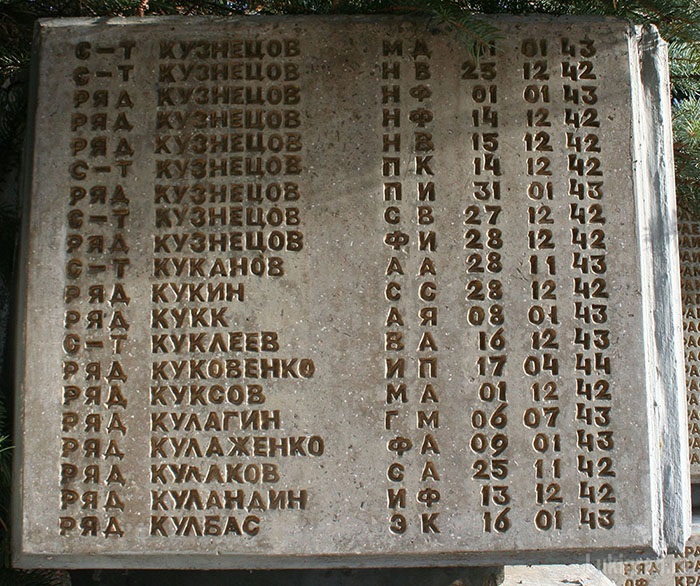 С-Т КУЗНЕЦОВ М А 01 01 43
С-Т КУЗНЕЦОВ Н В 25 12 42
РЯД КУЗНЕЦОВ Н Ф 01 01 43
РЯД КУЗНЕЦОВ Н Ф 14 12 42
РЯД КУЗНЕЦОВ Н В 15 12 42
С-Т КУЗНЕЦОВ П К 14 12 42
РЯД КУЗНЕЦОВ П И 31 01 43
С-Т КУЗНЕЦОВ С В 27 12 42
РЯД КУЗНЕЦОВ Ф И 28 12 42
С-Т КУКАНОВ А А 28 11 43
РЯД КУКИН С С 28 12 42
РЯД КУКК А Я 08 01 43
С-Т КУКЛЕЕВ В А 16 12 43
РЯД КУКОВЕНКО И П 17 04 44
РЯД КУКСОВ М А 01 12 42
РЯД КУЛАГИН Г М 06 07 43
РЯД КУЛАЖЕНКО Ф А 09 01 43
РЯД КУЛАКОВ С А 25 11 42
РЯД КУЛАНДИН И Ф 13 12 42
РЯД КУЛБАС Э К 16 01 43